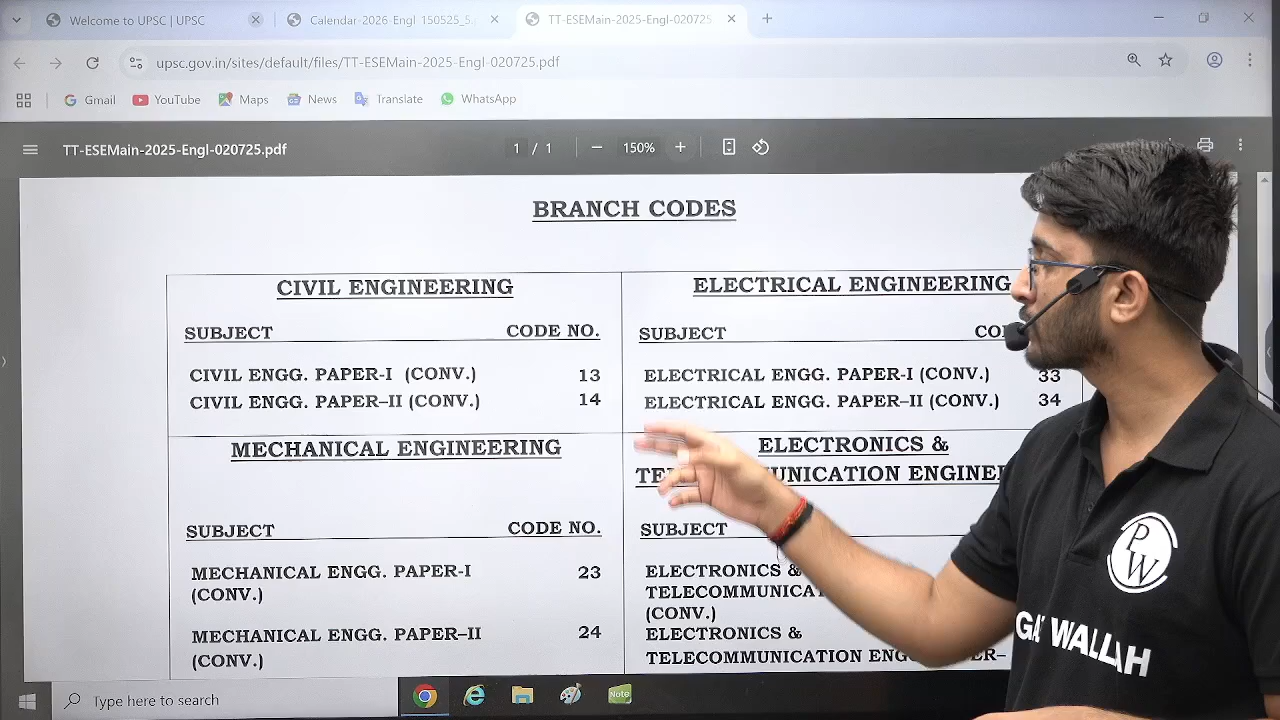 Welcome to UPSC | UPSC
Calendar-2026 Engl 150525_5.
TT-ESEMain-2025-Engl-020725
upsc.gov.in/sites/default/files/TT-ESEMain-2025-Engl-020725.pdf
Gmail
YouTube
Maps
News
Translate
WhatsApp
TT-ESEMain-2025-Engl-020725.pdf
1 / 1
150%
BRANCH CODES
CIVIL ENGINEERING
SUBJECT CODE NO.
CIVIL ENGG. PAPER-I (CONV.) 13
CIVIL ENGG. PAPER–II (CONV.) 14
ELECTRICAL ENGINEERING
SUBJECT
ELECTRICAL ENGG. PAPER-I (CONV.) 33
ELECTRICAL ENGG. PAPER–II (CONV.) 34
MECHANICAL ENGINEERING
SUBJECT CODE NO.
MECHANICAL ENGG. PAPER-I 23
(CONV.)
MECHANICAL ENGG. PAPER–II 24
(CONV.)
ELECTRONICS &
SUBJECT
ELECTRONICS &
(CONV.)
ELECTRONICS &
TELECOMMUNICATION
PW
WALLAH
Type here to search
Note